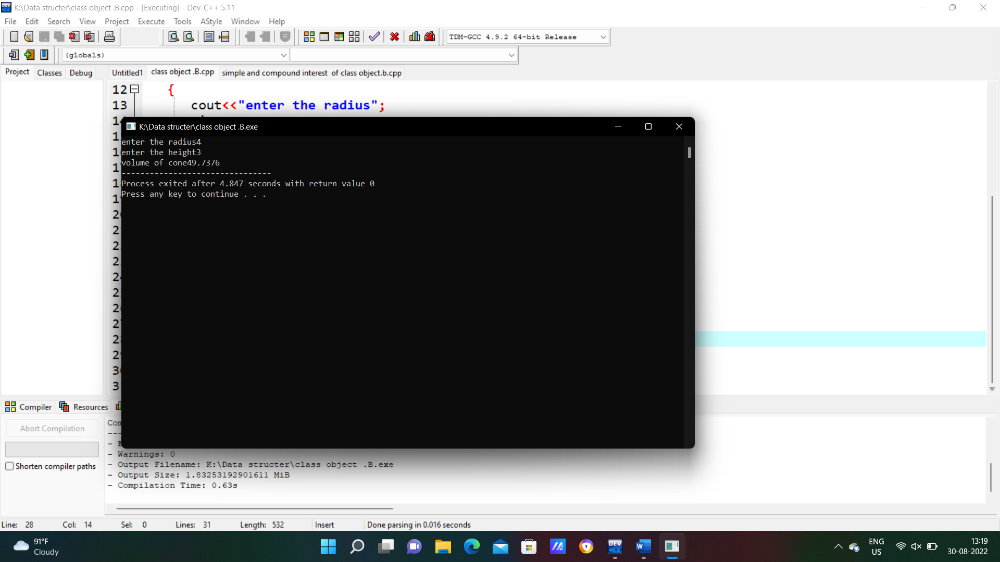 K:\Data structer\class object .B.cpp - [Executing] - Dev-C++ 5.11
File Edit Search View Project Execute Tools AStyle Window Help
TDM-GCC 4.9.2 64-bit Release
(globals)
Project Classes Debug Untitled1 class object .B.cpp simple and compound interest of class object.b.cpp
12 {
13 cout<<"enter the radius";
K:\Data structer\class object .B.exe
enter the radius4
enter the height3
volume of cone49.7376
--------------------------------
Process exited after 4.847 seconds with return value 0
Press any key to continue . . .
Compiler Resources
Abort Compilation
Shorten compiler paths
- Warnings: 0
- Output Filename: K:\Data structer\class object .B.exe
- Output Size: 1.83253192901611 MiB
- Compilation Time: 0.63s
Line: 28 Col: 14 Sel: 0 Lines: 31 Length: 532 Insert Done parsing in 0.016 seconds
91°F
Cloudy
DEV
C++
W
ENG
US
13:19
30-08-2022